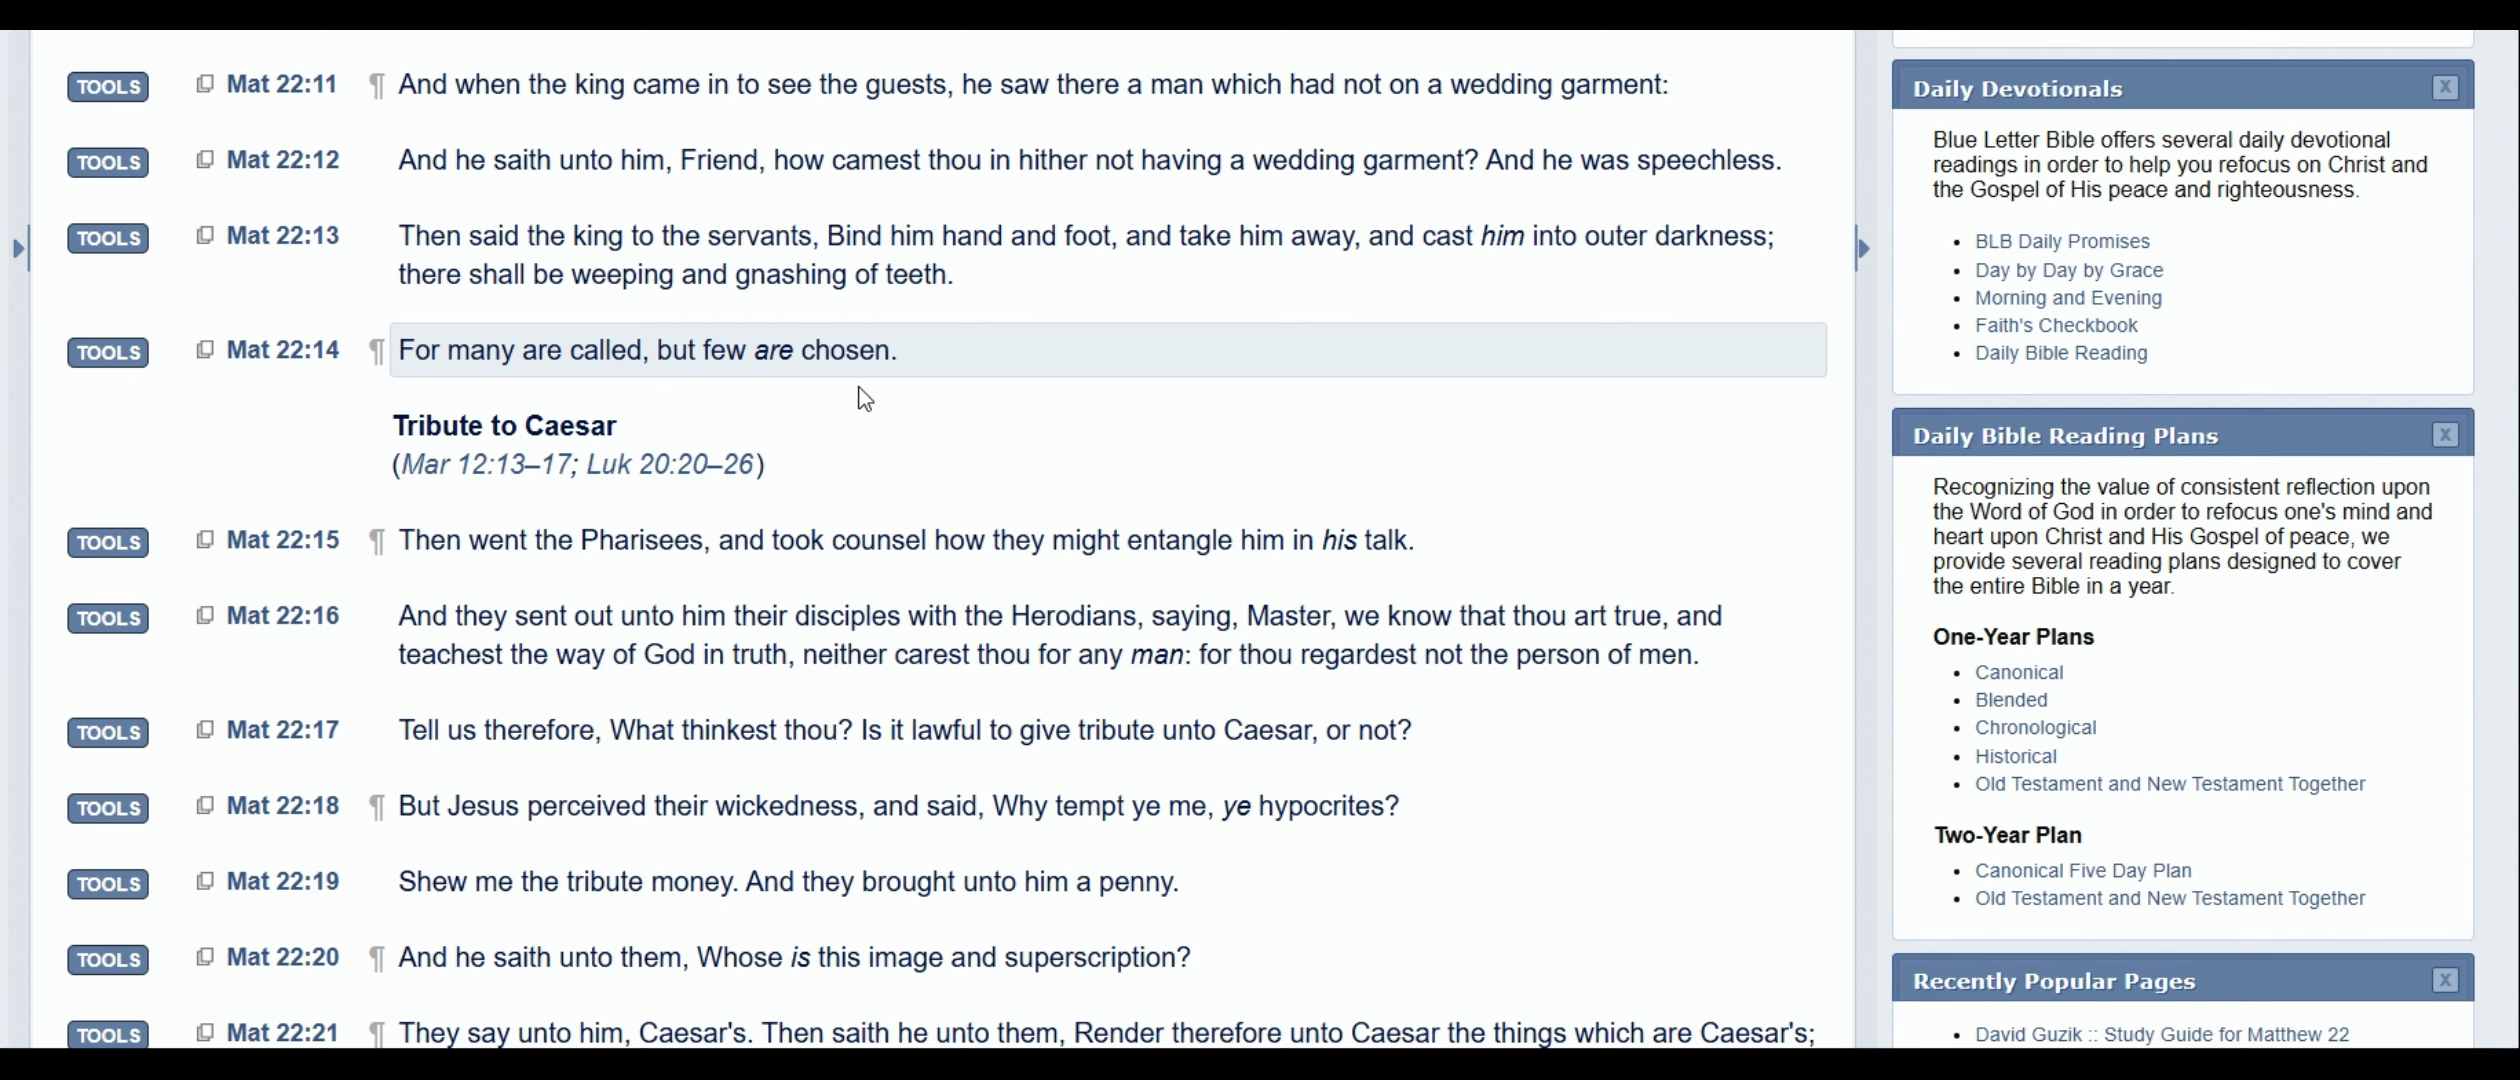 TOOLS Mat 22:11 ¶ And when the king came in to see the guests, he saw there a man which had not on a wedding garment:
TOOLS Mat 22:12 And he saith unto him, Friend, how camest thou in hither not having a wedding garment? And he was speechless.
TOOLS Mat 22:13 Then said the king to the servants, Bind him hand and foot, and take him away, and cast him into outer darkness;
there shall be weeping and gnashing of teeth.
TOOLS Mat 22:14 ¶ For many are called, but few are chosen.
Tribute to Caesar
(Mar 12:13–17; Luk 20:20–26)
TOOLS Mat 22:15 ¶ Then went the Pharisees, and took counsel how they might entangle him in his talk.
TOOLS Mat 22:16 And they sent out unto him their disciples with the Herodians, saying, Master, we know that thou art true, and
teachest the way of God in truth, neither carest thou for any man: for thou regardest not the person of men.
TOOLS Mat 22:17 Tell us therefore, What thinkest thou? Is it lawful to give tribute unto Caesar, or not?
TOOLS Mat 22:18 ¶ But Jesus perceived their wickedness, and said, Why tempt ye me, ye hypocrites?
TOOLS Mat 22:19 Shew me the tribute money. And they brought unto him a penny.
TOOLS Mat 22:20 ¶ And he saith unto them, Whose is this image and superscription?
TOOLS Mat 22:21 ¶ They say unto him, Caesar's. Then saith he unto them, Render therefore unto Caesar the things which are Caesar's;
Daily Devotionals X
Blue Letter Bible offers several daily devotional
readings in order to help you refocus on Christ and
the Gospel of His peace and righteousness.
• BLB Daily Promises
• Day by Day by Grace
• Morning and Evening
• Faith's Checkbook
• Daily Bible Reading
Daily Bible Reading Plans X
Recognizing the value of consistent reflection upon
the Word of God in order to refocus one's mind and
heart upon Christ and His Gospel of peace, we
provide several reading plans designed to cover
the entire Bible in a year.
One-Year Plans
• Canonical
• Blended
• Chronological
• Historical
• Old Testament and New Testament Together
Two-Year Plan
• Canonical Five Day Plan
• Old Testament and New Testament Together
Recently Popular Pages X
• David Guzik :: Study Guide for Matthew 22